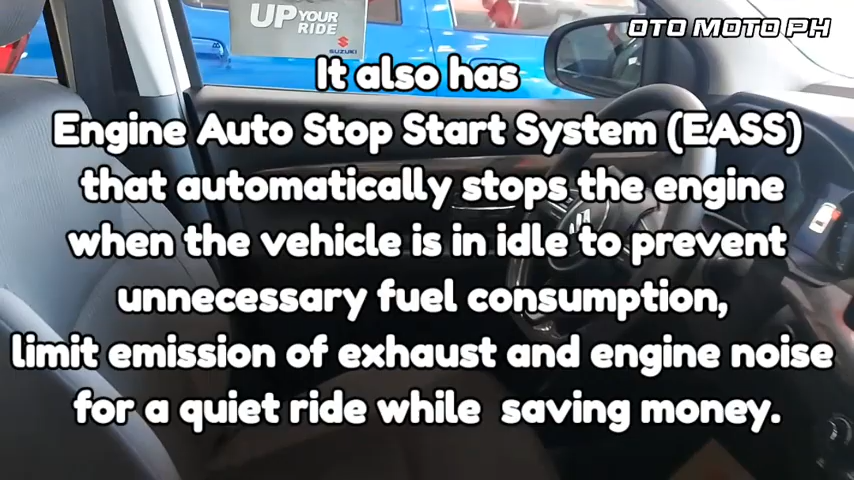 UP YOUR
RIDE
SUZUKI
OTO MOTO PH
It also has
Engine Auto Stop Start System (EASS)
that automatically stops the engine
when the vehicle is in idle to prevent
unnecessary fuel consumption,
limit emission of exhaust and engine noise
for a quiet ride while saving money.